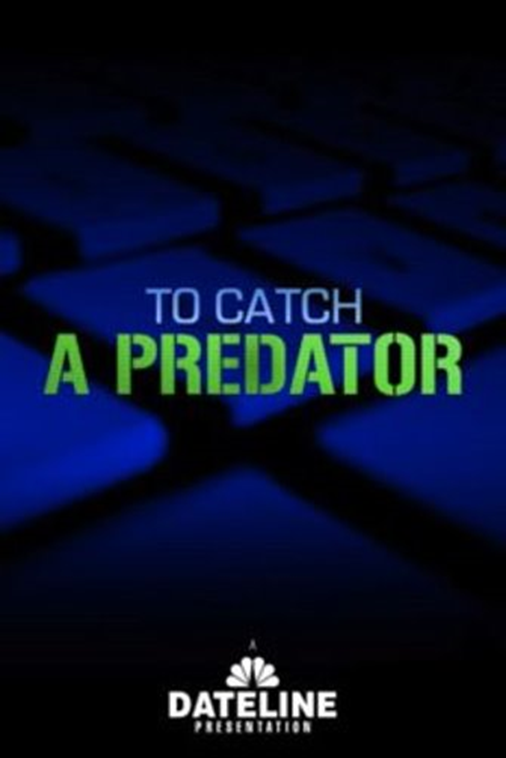 TO CATCH
A PREDATOR
A
DATELINE
PRESENTATION